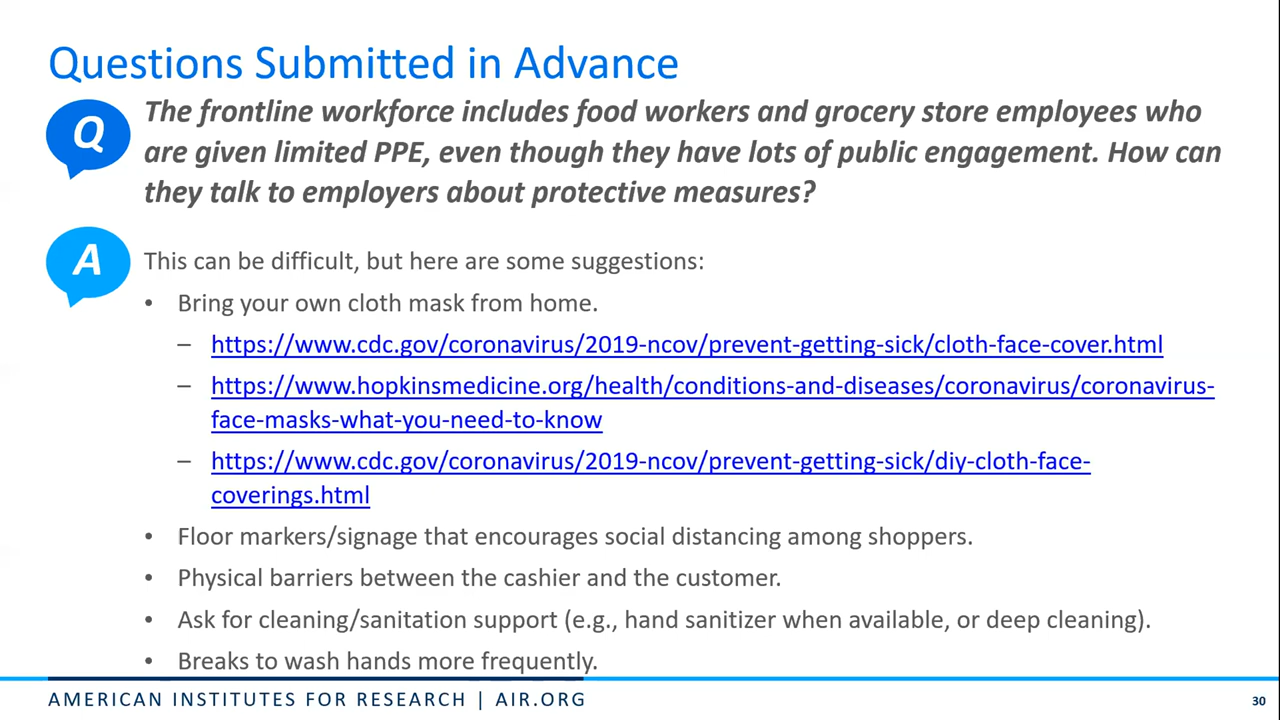 Questions Submitted in Advance
Q
The frontline workforce includes food workers and grocery store employees who
are given limited PPE, even though they have lots of public engagement. How can
they talk to employers about protective measures?
A
This can be difficult, but here are some suggestions:
• Bring your own cloth mask from home.
– https://www.cdc.gov/coronavirus/2019-ncov/prevent-getting-sick/cloth-face-cover.html
– https://www.hopkinsmedicine.org/health/conditions-and-diseases/coronavirus/coronavirus-
face-masks-what-you-need-to-know
– https://www.cdc.gov/coronavirus/2019-ncov/prevent-getting-sick/diy-cloth-face-
coverings.html
• Floor markers/signage that encourages social distancing among shoppers.
• Physical barriers between the cashier and the customer.
• Ask for cleaning/sanitation support (e.g., hand sanitizer when available, or deep cleaning).
• Breaks to wash hands more frequently.
AMERICAN INSTITUTES FOR RESEARCH | AIR.ORG
30